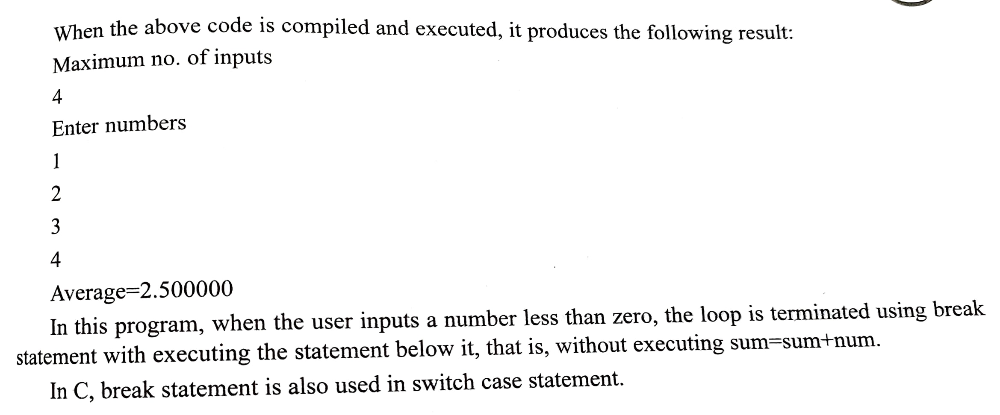 When the above code is compiled and executed, it produces the following result:
Maximum no. of inputs
4
Enter numbers
1
2
3
4
Average=2.500000
In this program, when the user inputs a number less than zero, the loop is terminated using break
statement with executing the statement below it, that is, without executing sum=sum+num.
In C, break statement is also used in switch case statement.